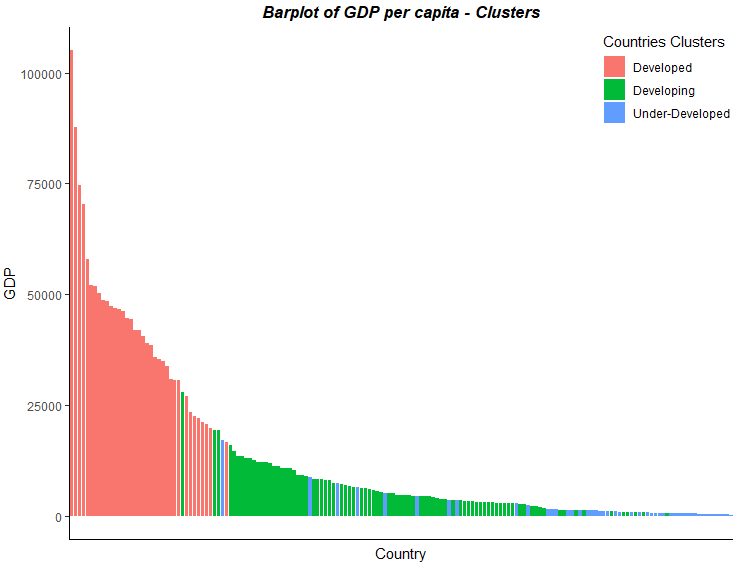 Barplot of GDP per capita - Clusters
Countries Clusters
Developed
Developing
Under-Developed
100000
75000
50000
25000
0
GDP
Country